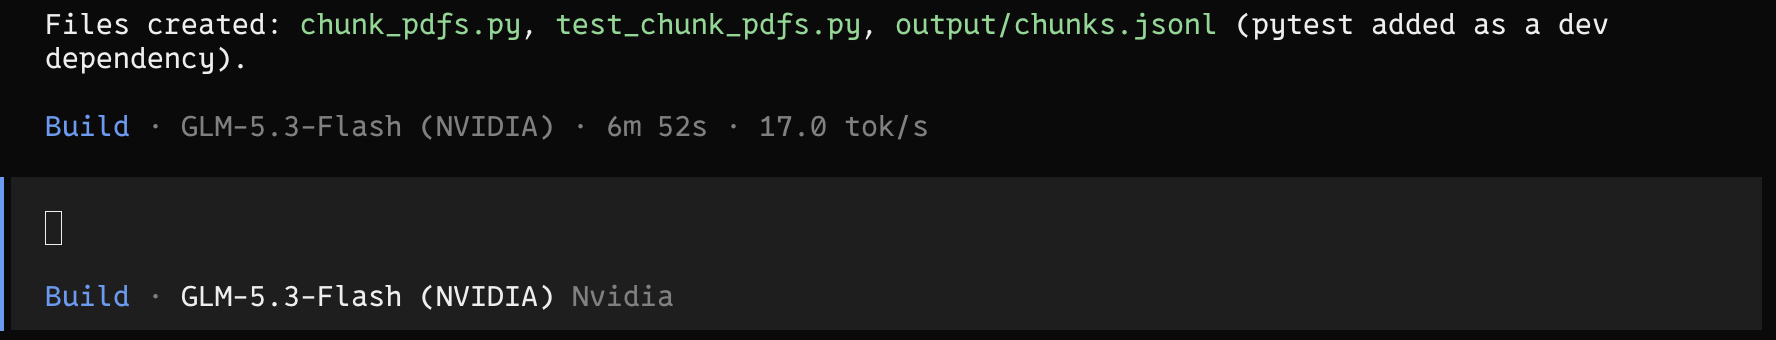 Files created: chunk_pdfs.py, test_chunk_pdfs.py, output/chunks.jsonl (pytest added as a dev
dependency).
Build · GLM-5.3-Flash (NVIDIA) · 6m 52s · 17.0 tok/s
Build · GLM-5.3-Flash (NVIDIA) Nvidia